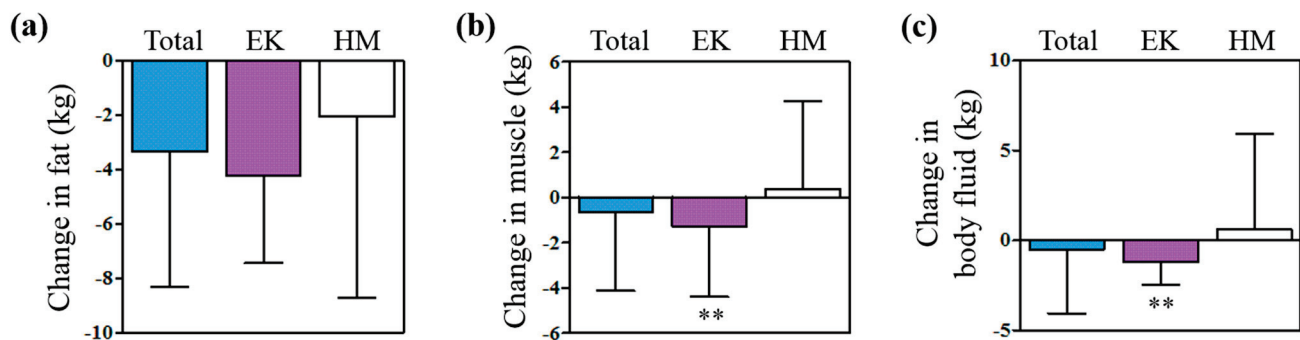 (a)
Total EK HM
Change in fat (kg)
0
-2
-4
-6
-8
-10
(b)
Total EK HM
Change in muscle (kg)
6
4
2
0
-2
-4
-6
**
(c)
Total EK HM
Change in
body fluid (kg)
10
5
0
-5
**